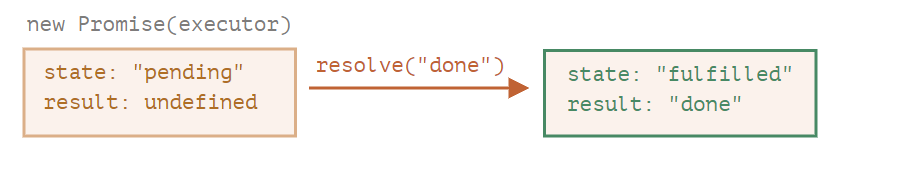 new Promise(executor)
state: "pending"
result: undefined
resolve("done")
state: "fulfilled"
result: "done"